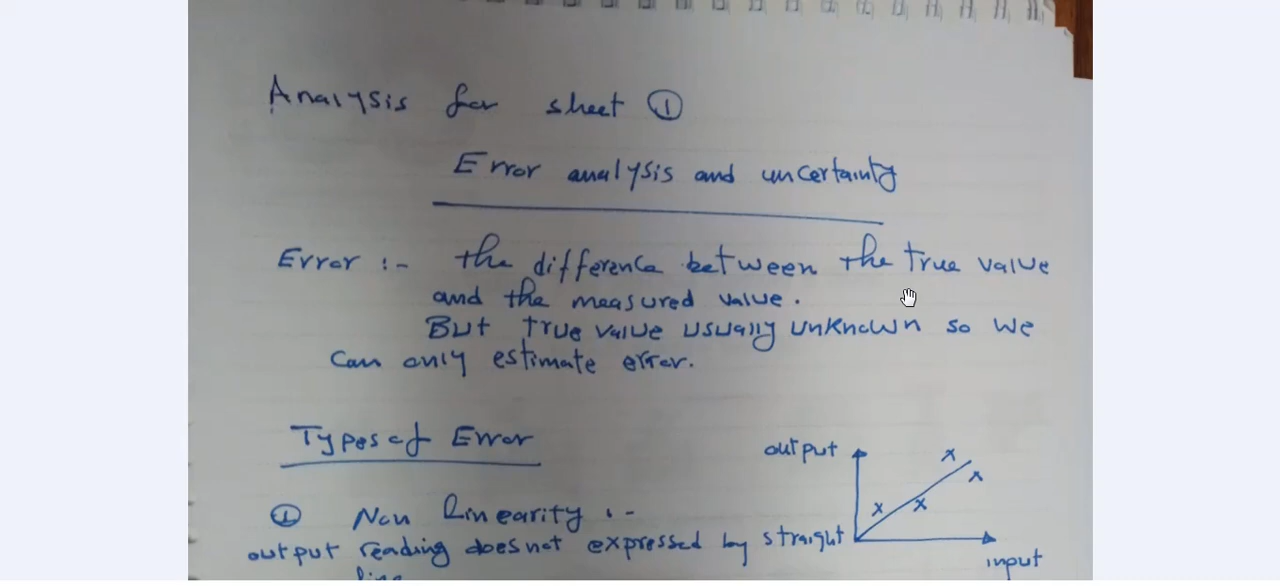 Analysis for sheet ①
Error analysis and uncertainty
Error :- the difference between the true value
and the measured value.
But true value usually unknown so we
can only estimate error.
Types of Error
output
① Non linearity :-
output reading does not expressed by straight
line
input